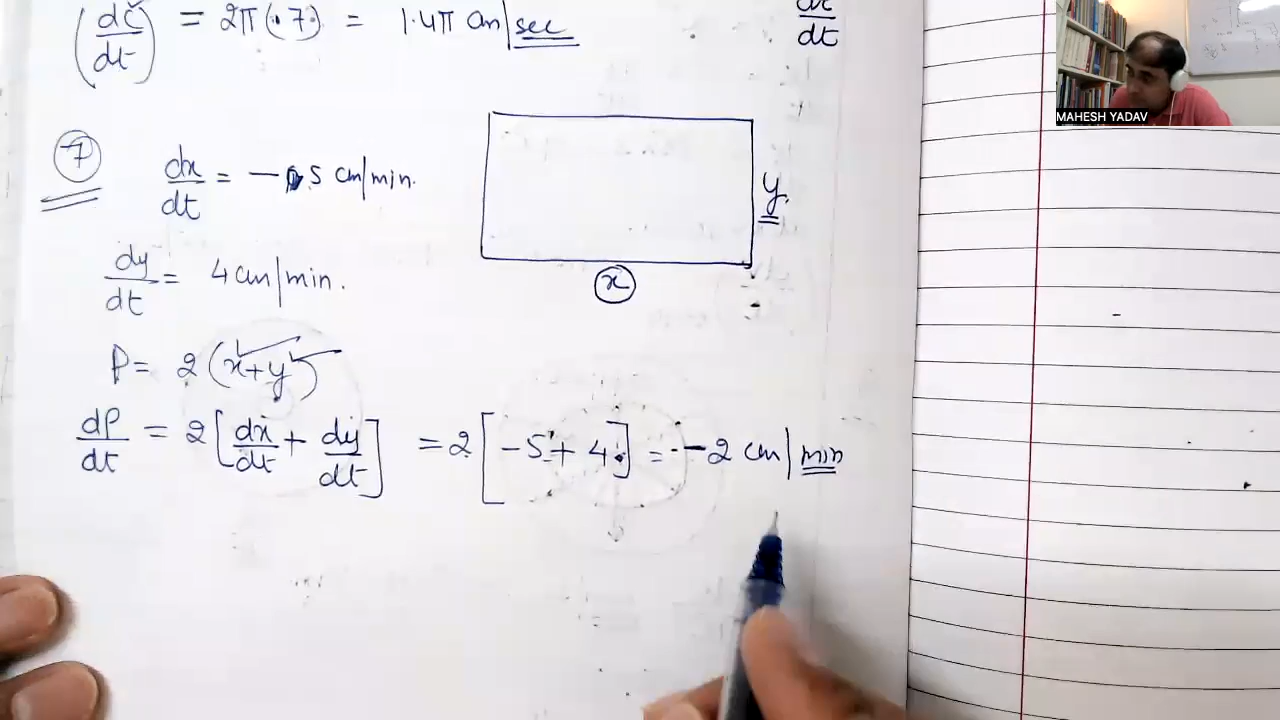 (dc/dt) = 2π(.7) = 1.4π cm/sec
dt
MAHESH YADAV
7 dx/dt = - 5 cm/min.
y
dy/dt = 4 cm/min.
x
P = 2(x+y)
dP/dt = 2[dx/dt + dy/dt] = 2[-5 + 4] = -2 cm/min